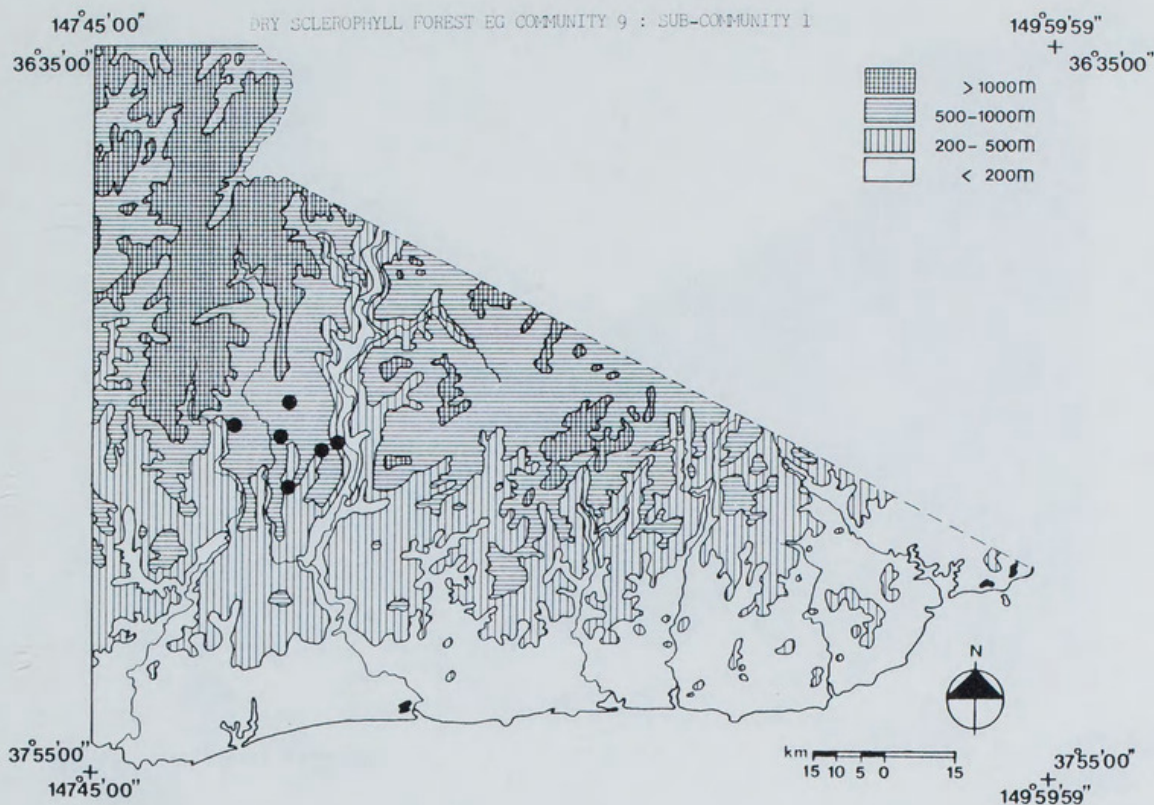 DRY SCLEROPHYLL FOREST EG COMMUNITY 9 : SUB-COMMUNITY 1
147°45'00"
36°35'00"
149°59'59"
36°35'00"
>1000m
500-1000m
200-500m
< 200m
N
km
15 10 5 0 15
37°55'00"
147°45'00"
37°55'00"
149°59'59"